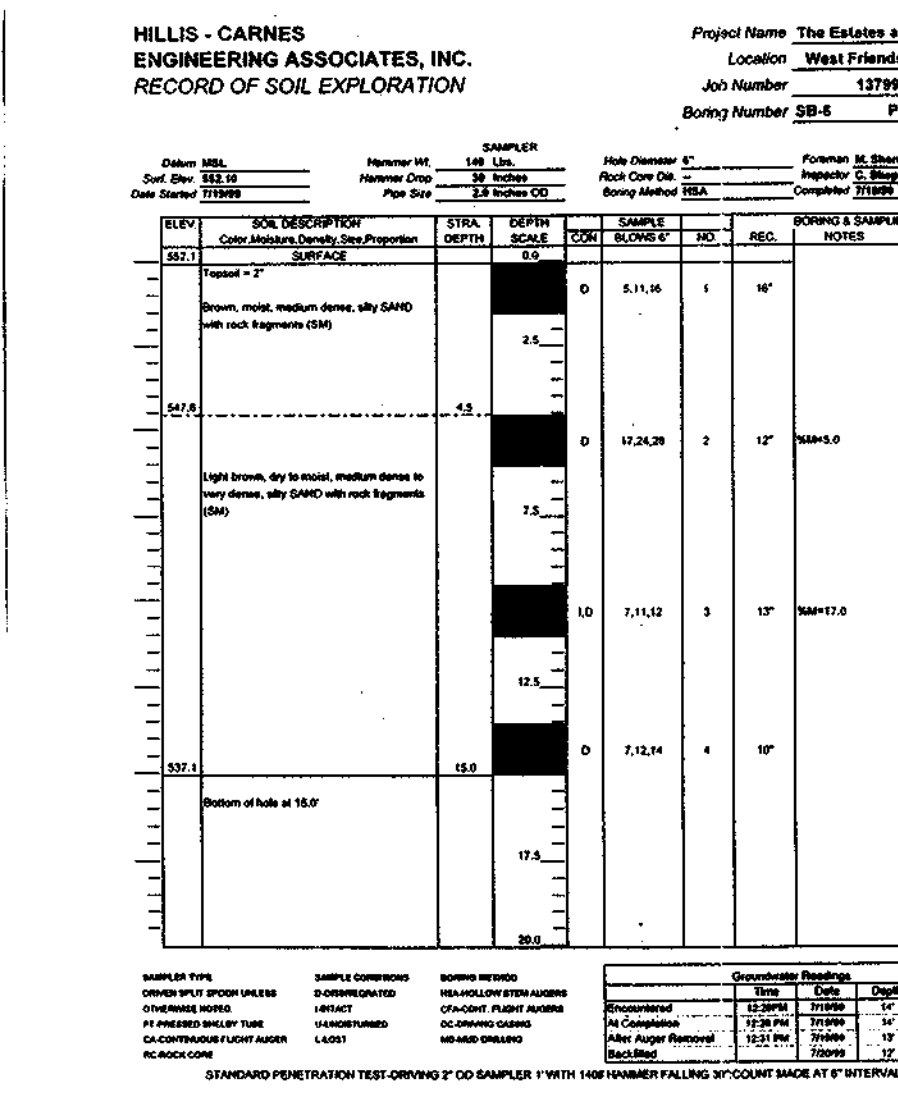 HILLIS - CARNES
ENGINEERING ASSOCIATES, INC.
RECORD OF SOIL EXPLORATION
Project Name The Estates a
Location West Friends
Job Number 13799
Boring Number SB-6 P
SAMPLER
Datum MSL Hammer Wt. 140 Lbs. Hole Diameter 6" Foreman M. Shen
Surf. Elev. 552.10 Hammer Drop 30 Inches Rock Core Dia. -- Inspector C. Shep
Date Started 7/19/99 Pipe Size 2.0 Inches OD Boring Method HSA Completed 7/19/99
ELEV. SOIL DESCRIPTION STRA. DEPTH SAMPLE BORING & SAMPLI
Color,Moisture,Density,Size,Proportion DEPTH SCALE CON BLOWS 6" NO. REC. NOTES
552.1 SURFACE 0.0
Topsoil = 2"
D 5,11,16 1 16"
Brown, moist, medium dense, silty SAND
with rock fragments (SM)
2.5
547.6 4.5
D 17,24,28 2 12" %M=5.0
Light brown, dry to moist, medium dense to
very dense, silty SAND with rock fragments
(SM)
7.5
I,D 7,11,12 3 13" %M=17.0
12.5
D 7,12,14 4 10"
537.1 15.0
Bottom of hole at 15.0'
17.5
20.0
SAMPLER TYPE SAMPLE CONDITIONS BORING METHOD
DRIVEN SPLIT SPOON UNLESS D-DISINTEGRATED HSA-HOLLOW STEM AUGERS
OTHERWISE NOTED. I-INTACT CFA-CONT. FLIGHT AUGERS
PT-PRESSED SHELBY TUBE U-UNDISTURBED DC-DRIVING CASING
CA-CONTINUOUS FLIGHT AUGER L-LOST MD-MUD DRILLING
RC-ROCK CORE
Groundwater Readings
Time Date Depth
Encountered 12:20PM 7/19/99 14'
At Completion 12:28 PM 7/19/99 14'
After Auger Removal 12:31 PM 7/19/99 13'
Backfilled 7/20/99 12'
STANDARD PENETRATION TEST-DRIVING 2" OD SAMPLER 1' WITH 140# HAMMER FALLING 30":COUNT MADE AT 6" INTERVAL